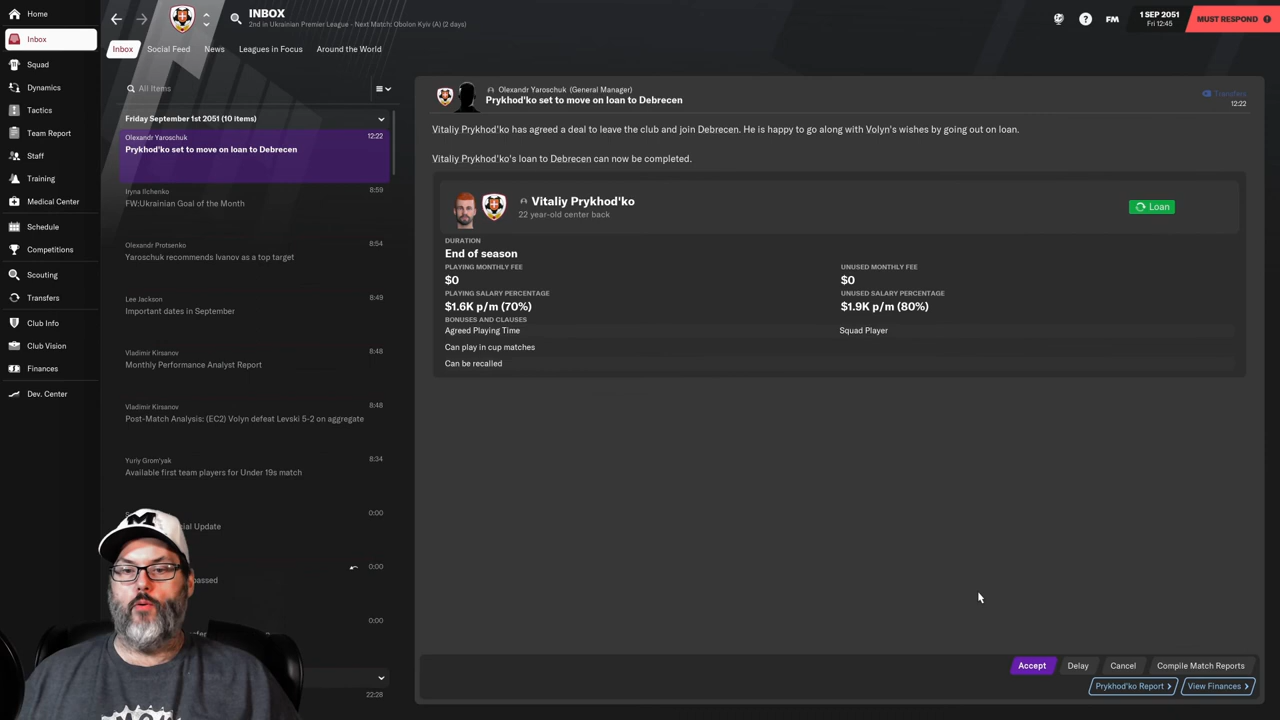 Home
Inbox
Squad
Dynamics
Tactics
Team Report
Staff
Training
Medical Center
Schedule
Competitions
Scouting
Transfers
Club Info
Club Vision
Finances
Dev. Center
INBOX
2nd in Ukrainian Premier League - Next Match: Obolon Kyiv (A) (2 days)
FM
1 SEP 2051
Fri 12:45
MUST RESPOND
Inbox
Social Feed
News
Leagues in Focus
Around the World
All Items
Friday September 1st 2051 (10 items)
Olexandr Yaroschuk
12:22
Prykhod'ko set to move on loan to Debrecen
Iryna Ilchenko
8:59
FW:Ukrainian Goal of the Month
Olexandr Protsenko
8:54
Yaroschuk recommends Ivanov as a top target
Lee Jackson
8:49
Important dates in September
Vladimir Kirsanov
8:48
Monthly Performance Analyst Report
Vladimir Kirsanov
8:48
Post-Match Analysis: (EC2) Volyn defeat Levski 5-2 on aggregate
Yuriy Grom'yak
8:34
Available first team players for Under 19s match
0:00
Update
0:00
passed
0:00
22:28
Olexandr Yaroschuk (General Manager)
Prykhod'ko set to move on loan to Debrecen
Transfers
12:22
Vitaliy Prykhod'ko has agreed a deal to leave the club and join Debrecen. He is happy to go along with Volyn's wishes by going out on loan.
Vitaliy Prykhod'ko's loan to Debrecen can now be completed.
Vitaliy Prykhod'ko
22 year-old center back
Loan
DURATION
End of season
PLAYING MONTHLY FEE
$0
UNUSED MONTHLY FEE
$0
PLAYING SALARY PERCENTAGE
$1.6K p/m (70%)
UNUSED SALARY PERCENTAGE
$1.9K p/m (80%)
BONUSES AND CLAUSES
Agreed Playing Time
Squad Player
Can play in cup matches
Can be recalled
Accept
Delay
Cancel
Compile Match Reports
Prykhod'ko Report
View Finances